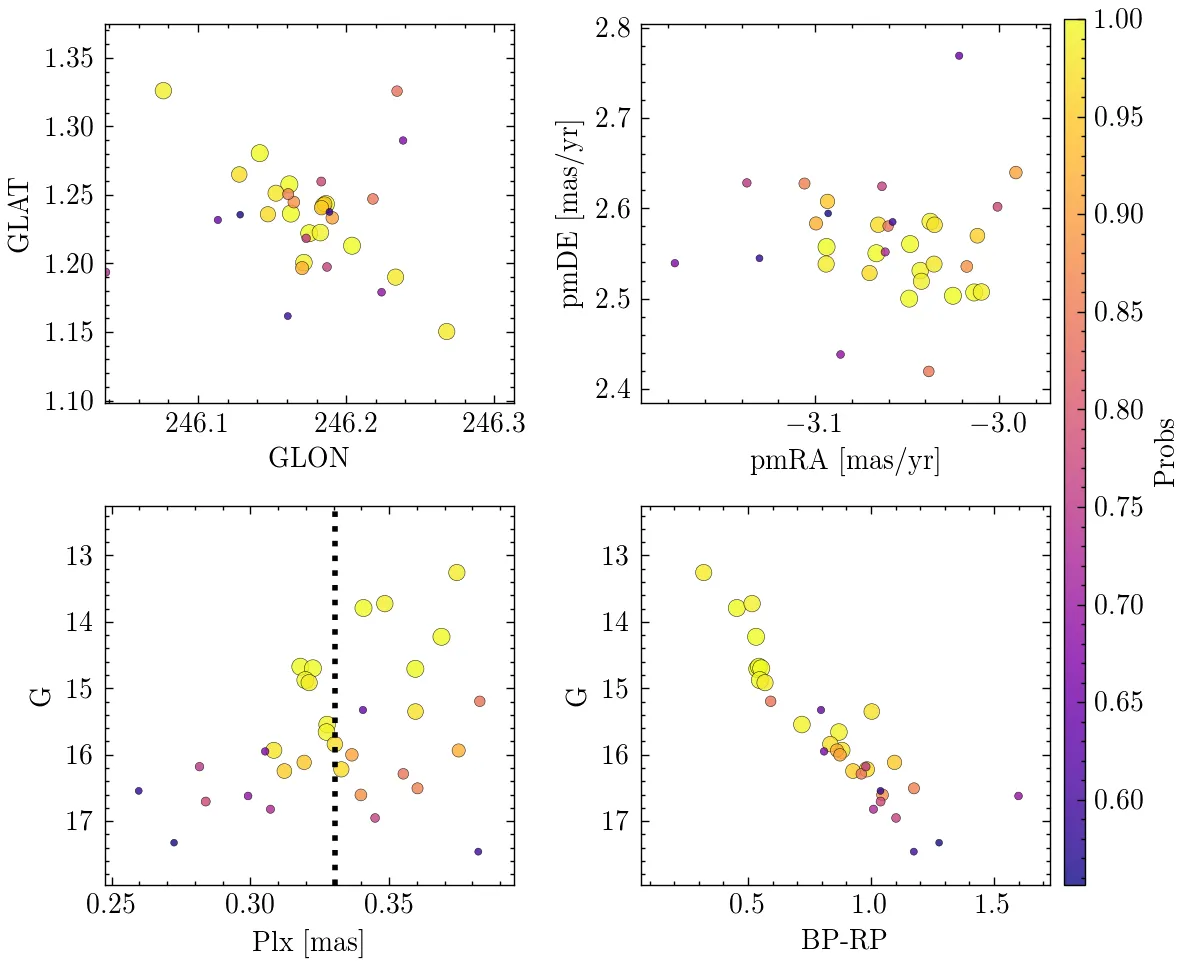 1.35
1.30
1.25
1.20
1.15
1.10
GLAT
246.1 246.2 246.3
GLON
2.8
2.7
2.6
2.5
2.4
pmDE [mas/yr]
−3.1 −3.0
pmRA [mas/yr]
13
14
15
16
17
G
0.25 0.30 0.35
Plx [mas]
13
14
15
16
17
G
0.5 1.0 1.5
BP-RP
1.00
0.95
0.90
0.85
0.80
0.75
0.70
0.65
0.60
Probs